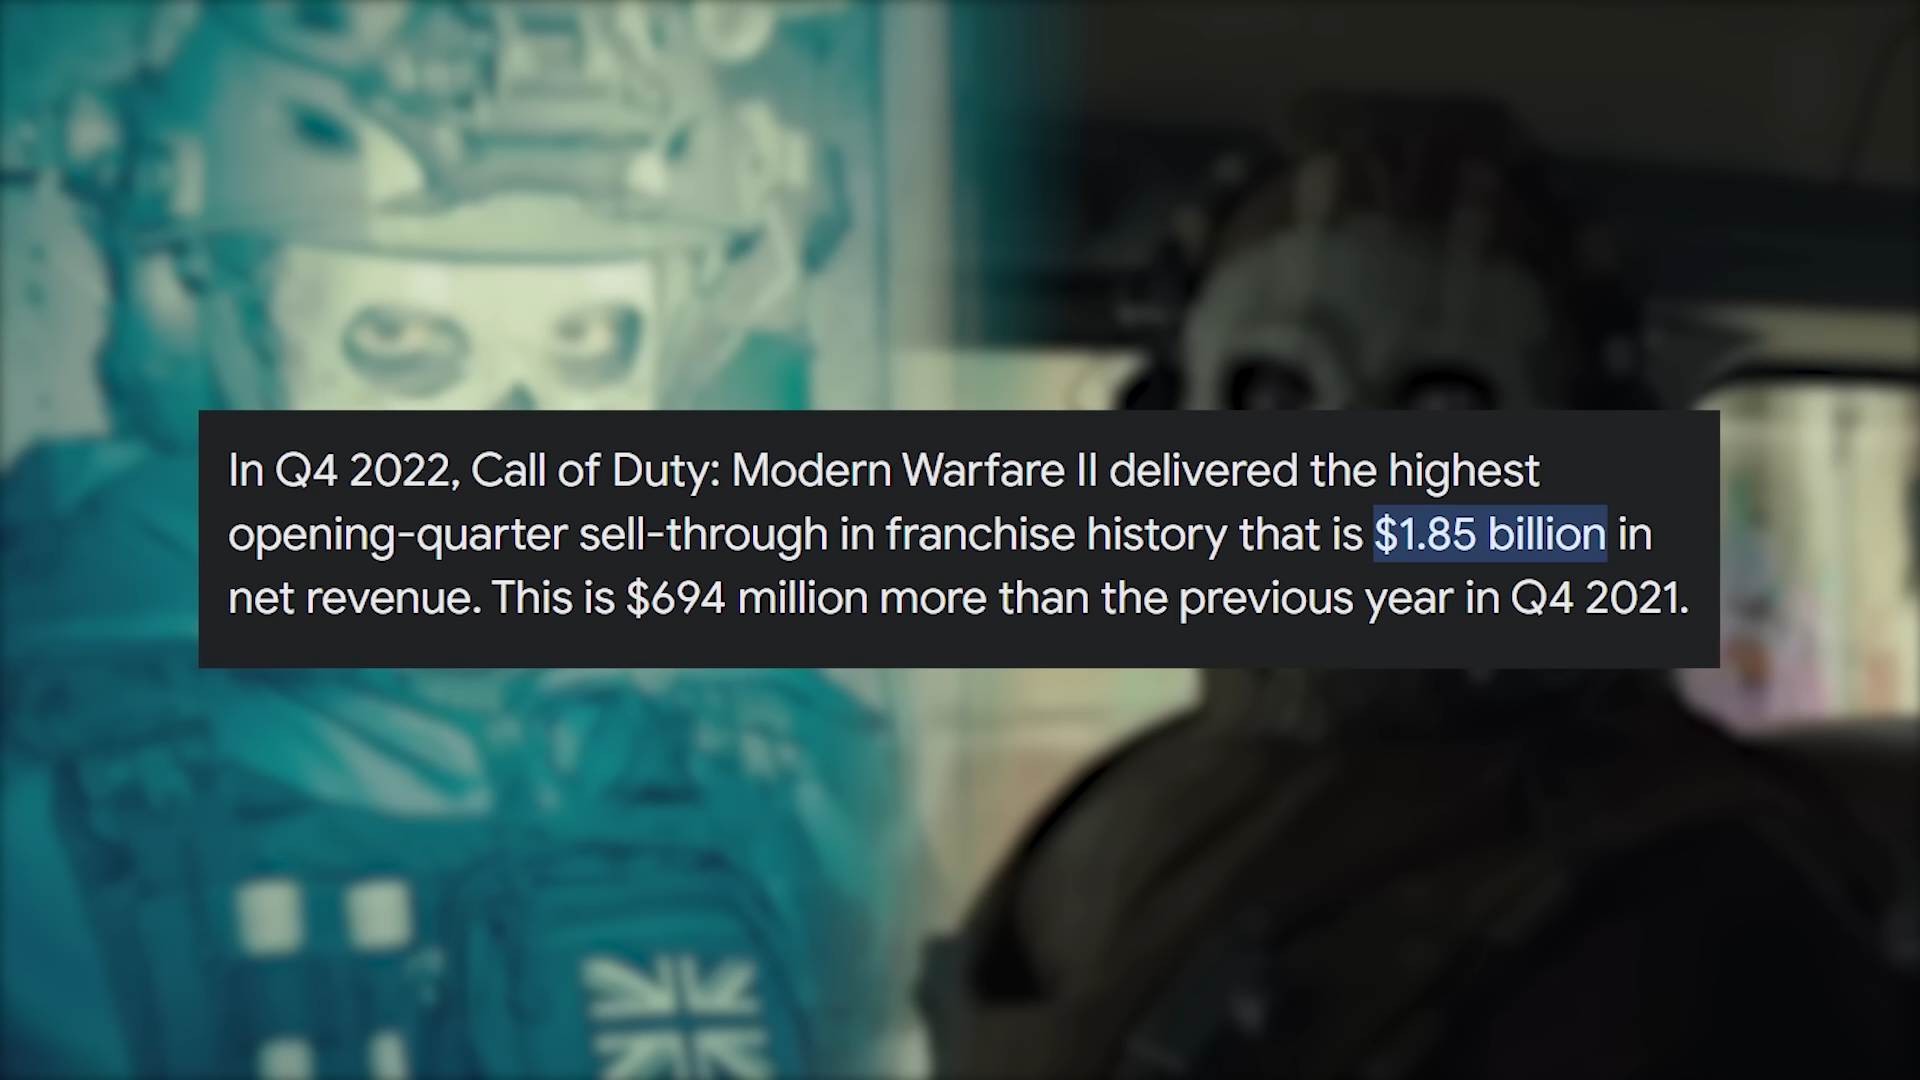 In Q4 2022, Call of Duty: Modern Warfare II delivered the highest
opening-quarter sell-through in franchise history that is $1.85 billion in
net revenue. This is $694 million more than the previous year in Q4 2021.